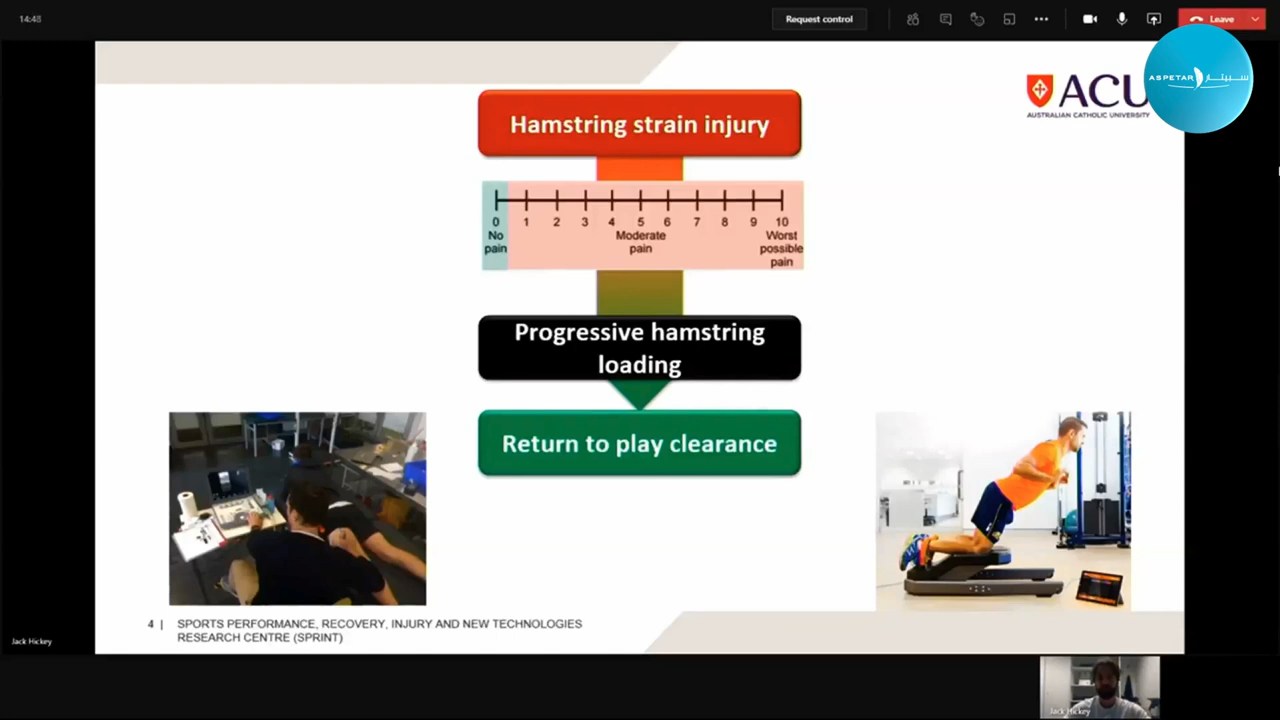 14:48
Request control
Leave
ASPETAR سبيتار
ACU
AUSTRALIAN CATHOLIC UNIVERSITY
Hamstring strain injury
0 1 2 3 4 5 6 7 8 9 10
No pain
Moderate pain
Worst possible pain
Progressive hamstring
loading
Return to play clearance
4 | SPORTS PERFORMANCE, RECOVERY, INJURY AND NEW TECHNOLOGIES
RESEARCH CENTRE (SPRINT)
Jack Hickey
Jack Hickey